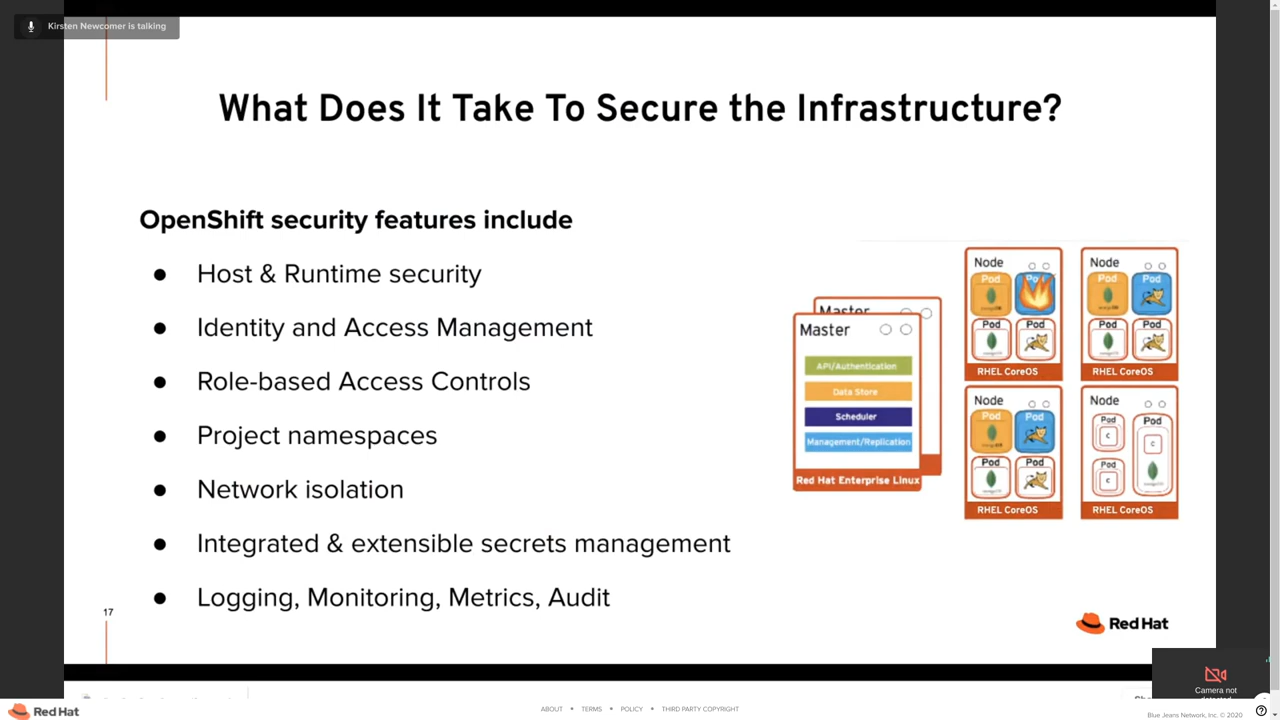 Kirsten Newcomer is talking
What Does It Take To Secure the Infrastructure?
OpenShift security features include
● Host & Runtime security
● Identity and Access Management
● Role-based Access Controls
● Project namespaces
● Network isolation
● Integrated & extensible secrets management
● Logging, Monitoring, Metrics, Audit
17
Master
Master
API/Authentication
Data Store
Scheduler
Management/Replication
Red Hat Enterprise Linux
Node
Pod
Pod
Pod
Pod
RHEL CoreOS
Node
Pod
Pod
Pod
Pod
RHEL CoreOS
Node
Pod
Pod
Pod
Pod
RHEL CoreOS
Node
Pod
C
Pod
C
Pod
C
RHEL CoreOS
Red Hat
Camera not
Red Hat
ABOUT • TERMS • POLICY • THIRD PARTY COPYRIGHT
Blue Jeans Network, Inc. © 2020